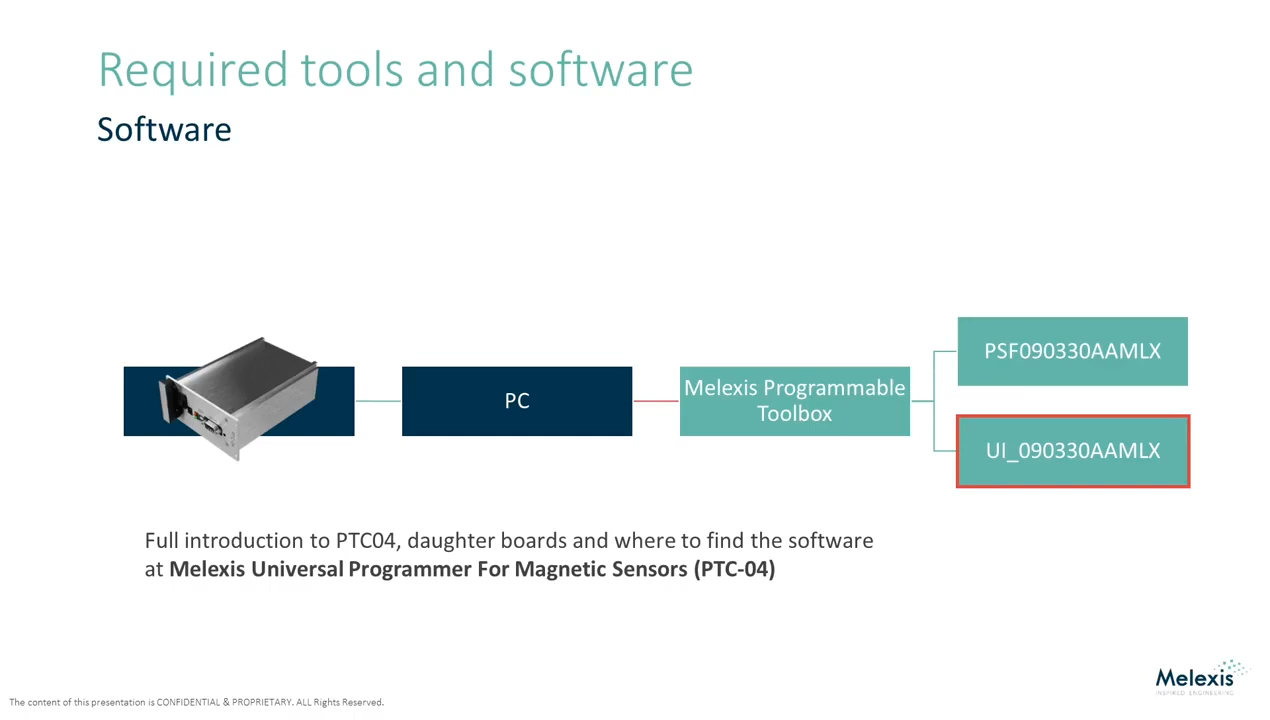 Required tools and software
Software
PSF090330AAMLX
Melexis Programmable
Toolbox
PC
UI_090330AAMLX
Full introduction to PTC04, daughter boards and where to find the software
at Melexis Universal Programmer For Magnetic Sensors (PTC-04)
Melexis
INSPIRED ENGINEERING
The content of this presentation is CONFIDENTIAL & PROPRIETARY. ALL Rights Reserved.